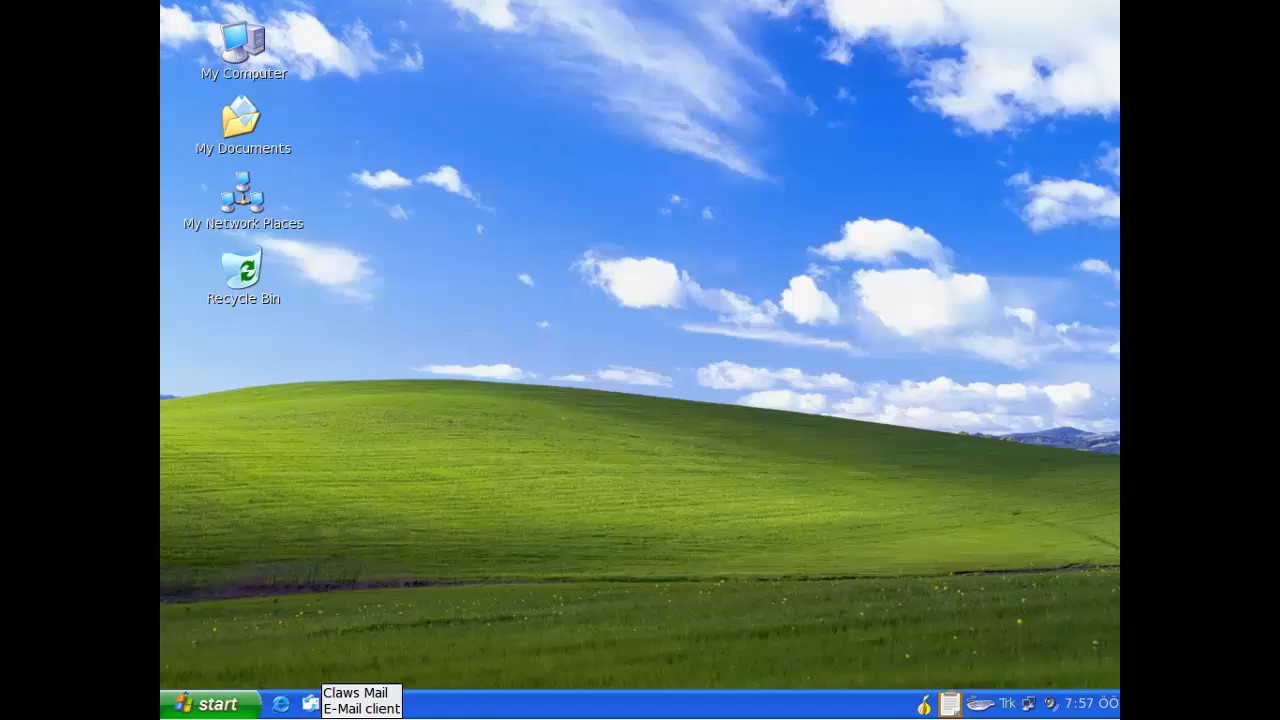 My Computer
My Documents
My Network Places
Recycle Bin
Claws Mail
E-Mail client
start
Trk
7:57 ÖÖ